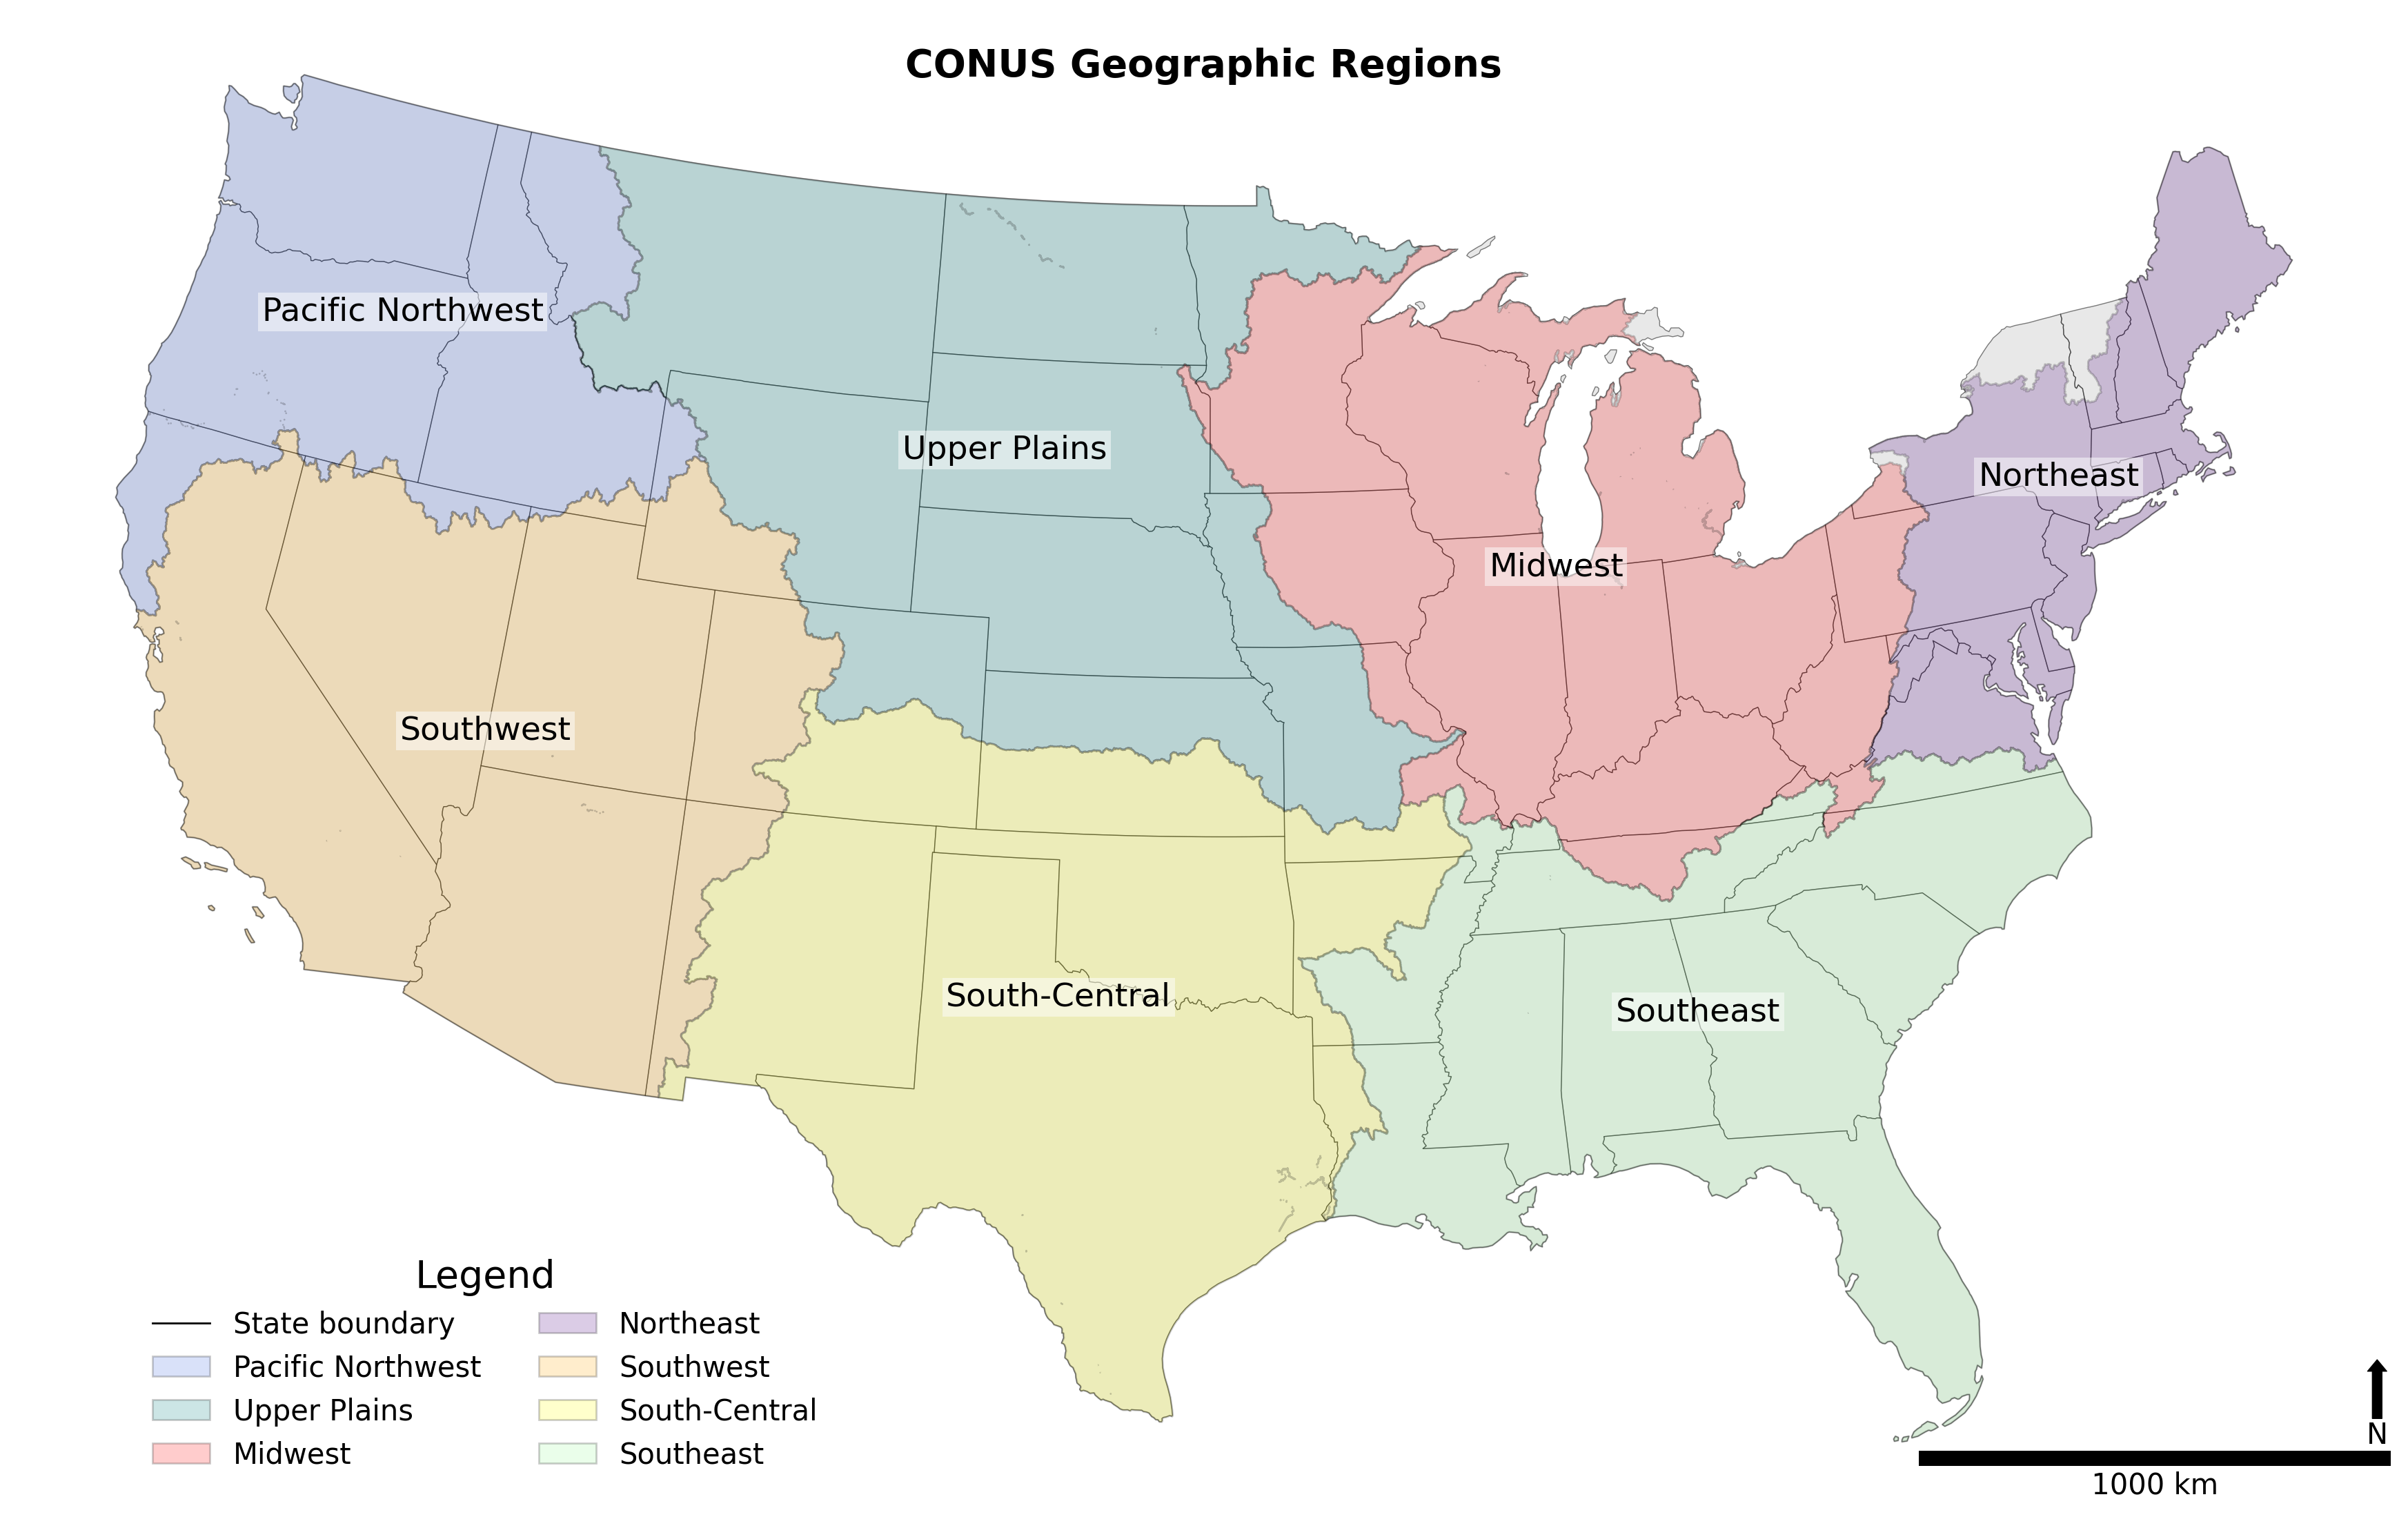 CONUS Geographic Regions
Pacific Northwest
Upper Plains
Northeast
Midwest
Southwest
South-Central
Southeast
Legend
State boundary
Pacific Northwest
Upper Plains
Midwest
Northeast
Southwest
South-Central
Southeast
N
1000 km